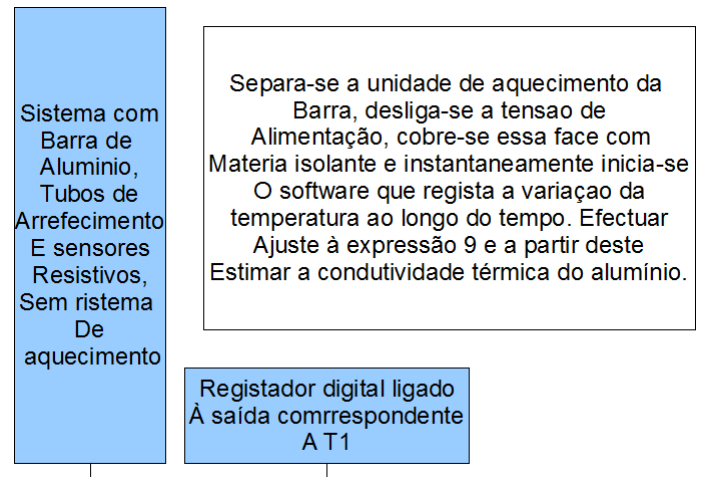 Sistema com
Barra de
Aluminio,
Tubos de
Arrefecimento
E sensores
Resistivos,
Sem ristema
De
aquecimento
Separa-se a unidade de aquecimento da
Barra, desliga-se a tensao de
Alimentação, cobre-se essa face com
Materia isolante e instantaneamente inicia-se
O software que regista a variaçao da
temperatura ao longo do tempo. Efectuar
Ajuste à expressão 9 e a partir deste
Estimar a condutividade térmica do alumínio.
Registador digital ligado
À saída comrrespondente
A T1